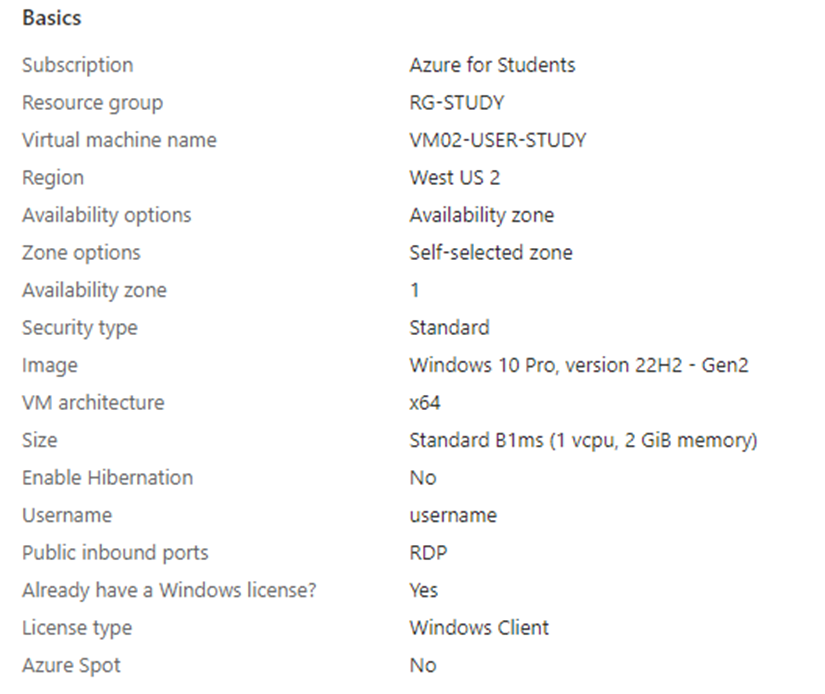 Basics
Subscription Azure for Students
Resource group RG-STUDY
Virtual machine name VM02-USER-STUDY
Region West US 2
Availability options Availability zone
Zone options Self-selected zone
Availability zone 1
Security type Standard
Image Windows 10 Pro, version 22H2 - Gen2
VM architecture x64
Size Standard B1ms (1 vcpu, 2 GiB memory)
Enable Hibernation No
Username username
Public inbound ports RDP
Already have a Windows license? Yes
License type Windows Client
Azure Spot No